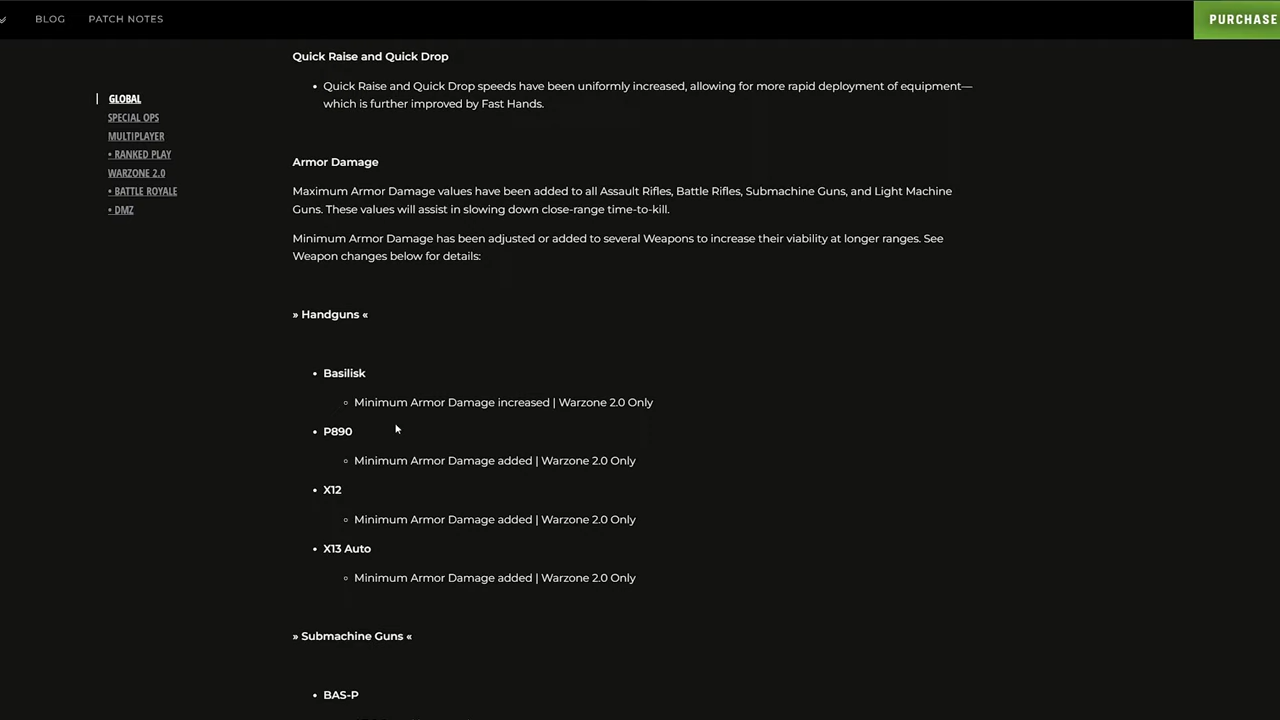 BLOG
PATCH NOTES
PURCHASE
GLOBAL
SPECIAL OPS
MULTIPLAYER
• RANKED PLAY
WARZONE 2.0
• BATTLE ROYALE
• DMZ
Quick Raise and Quick Drop
• Quick Raise and Quick Drop speeds have been uniformly increased, allowing for more rapid deployment of equipment—
which is further improved by Fast Hands.
Armor Damage
Maximum Armor Damage values have been added to all Assault Rifles, Battle Rifles, Submachine Guns, and Light Machine
Guns. These values will assist in slowing down close-range time-to-kill.
Minimum Armor Damage has been adjusted or added to several Weapons to increase their viability at longer ranges. See
Weapon changes below for details:
» Handguns «
• Basilisk
◦ Minimum Armor Damage increased | Warzone 2.0 Only
• P890
◦ Minimum Armor Damage added | Warzone 2.0 Only
• X12
◦ Minimum Armor Damage added | Warzone 2.0 Only
• X13 Auto
◦ Minimum Armor Damage added | Warzone 2.0 Only
» Submachine Guns «
• BAS-P